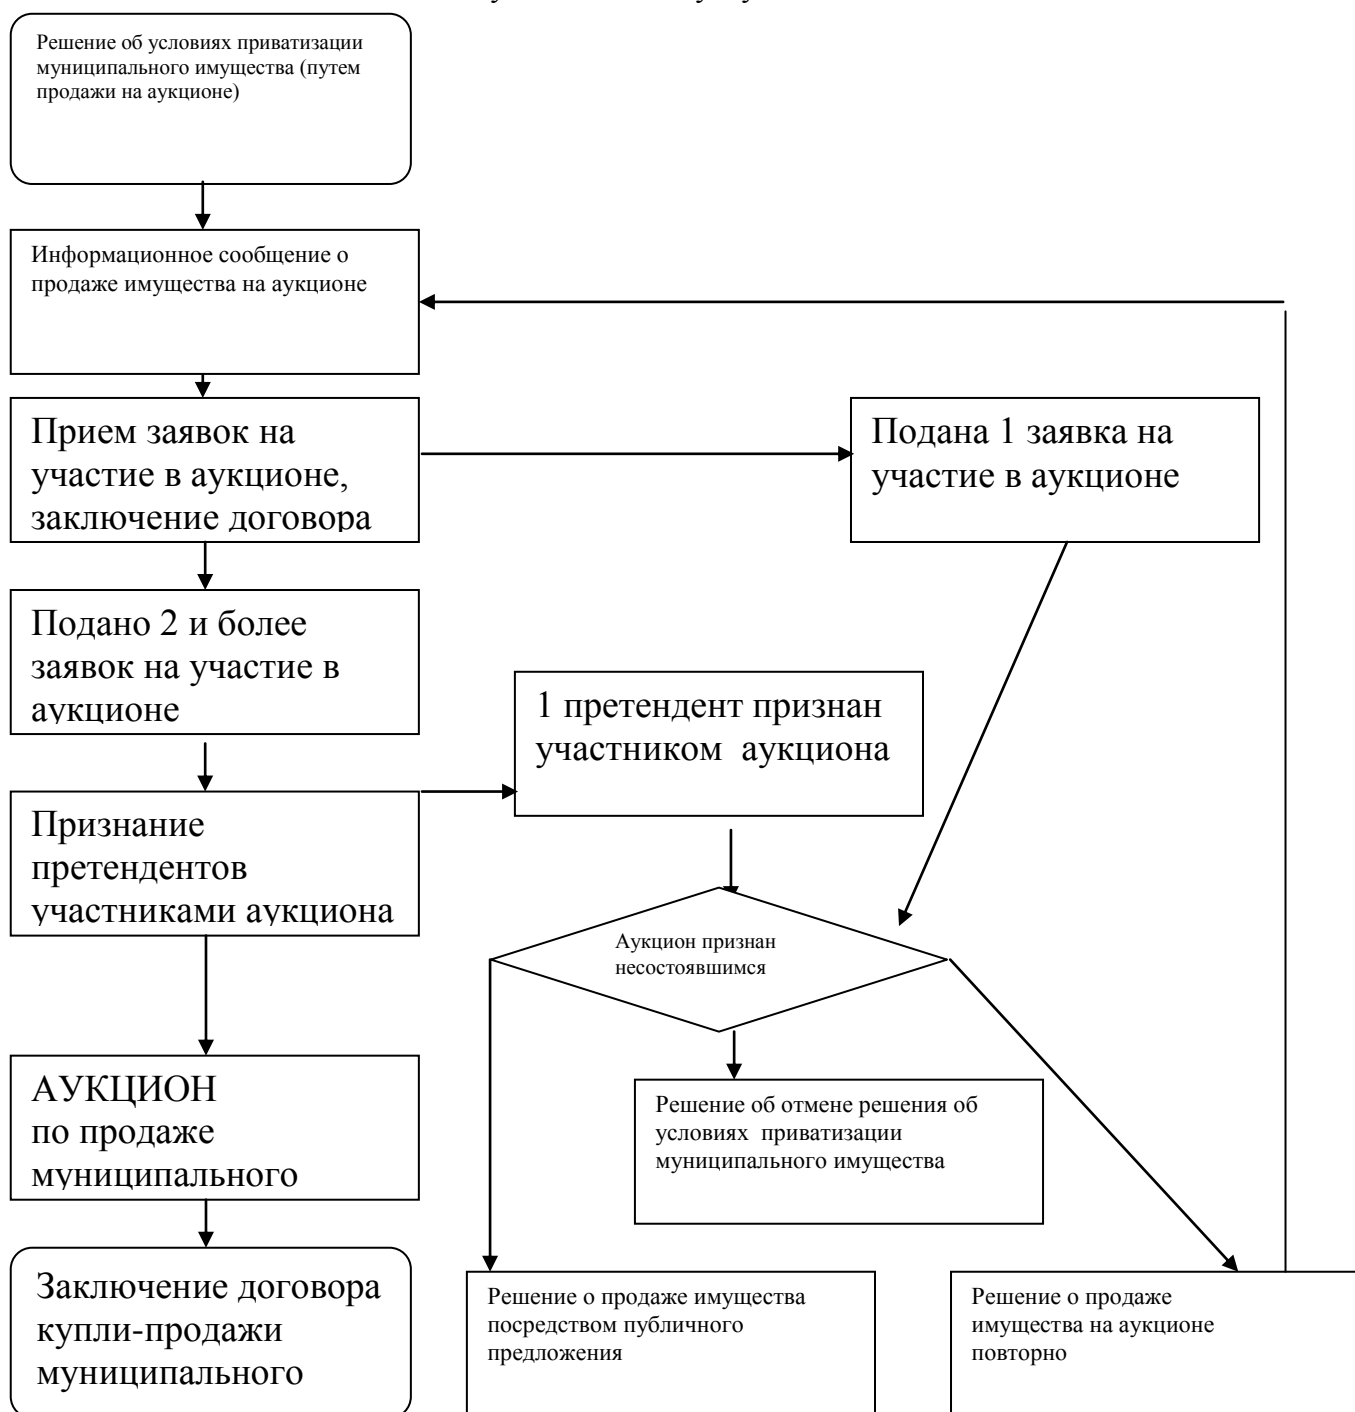 Решение об условиях приватизации
муниципального имущества (путем
продажи на аукционе)
Информационное сообщение о
продаже имущества на аукционе
Прием заявок на
участие в аукционе,
заключение договора
Подана 1 заявка на
участие в аукционе
Подано 2 и более
заявок на участие в
аукционе
1 претендент признан
участником аукциона
Признание
претендентов
участниками аукциона
Аукцион признан
несостоявшимся
АУКЦИОН
по продаже
муниципального
Решение об отмене решения об
условиях приватизации
муниципального имущества
Заключение договора
купли-продажи
муниципального
Решение о продаже имущества
посредством публичного
предложения
Решение о продаже
имущества на аукционе
повторно